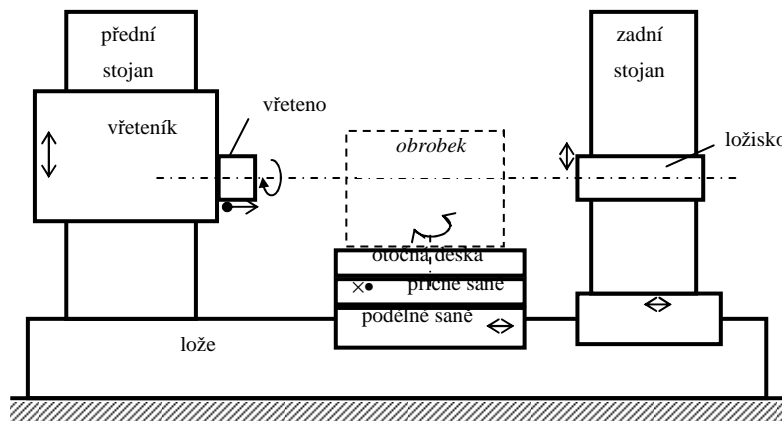 přední
stojan
zadní
stojan
vřeteno
vřeteník
ložisko
obrobek
otočná deska
příčné saně
podélné saně
lože